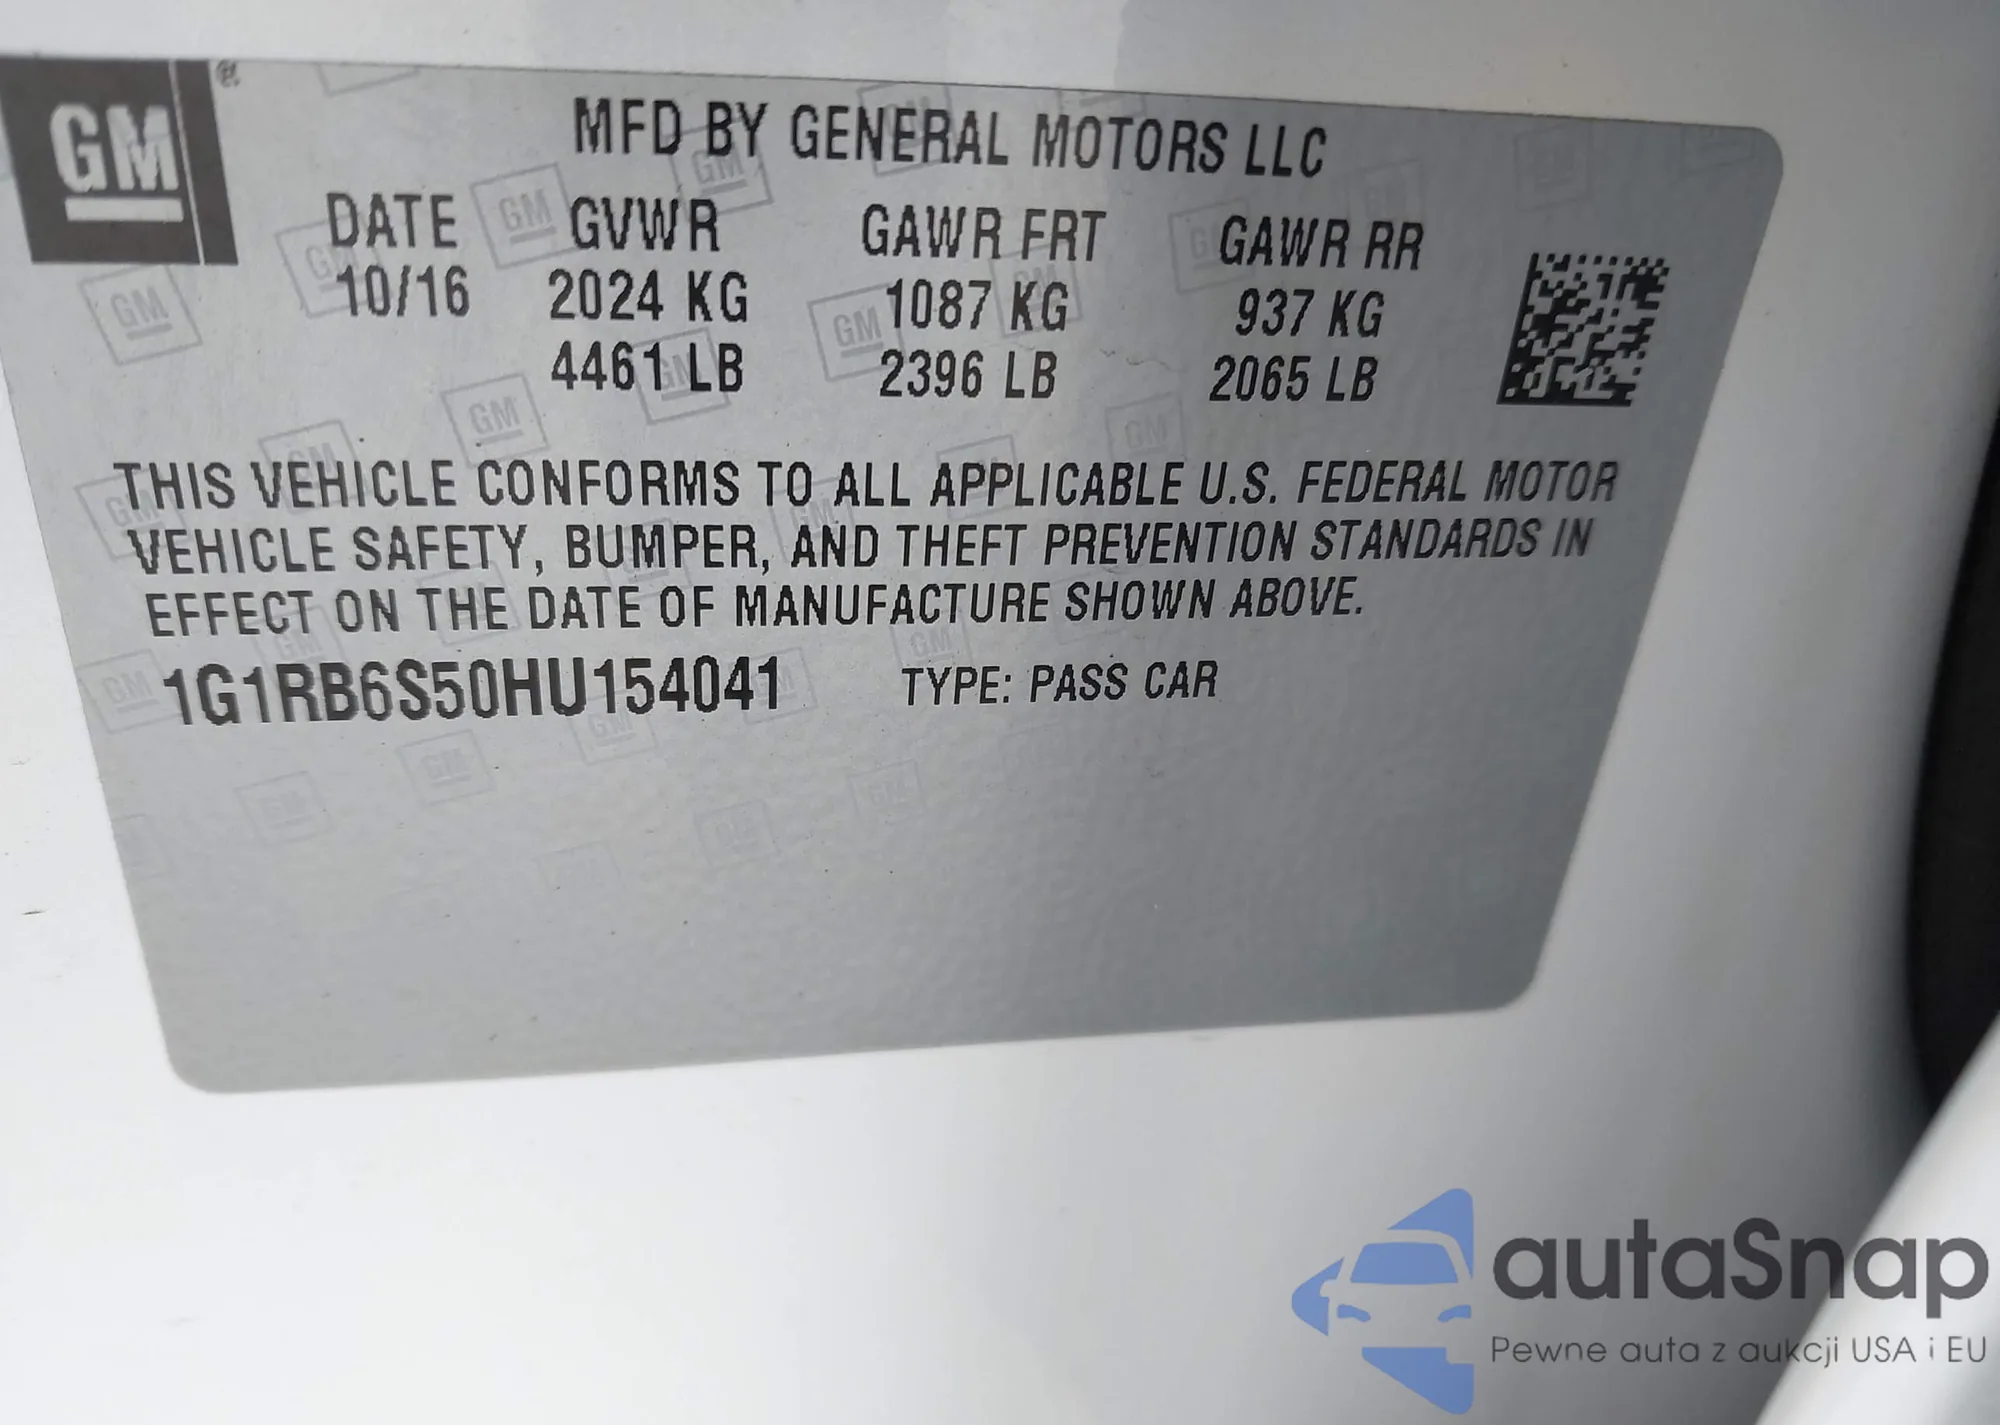 GM
MFD BY GENERAL MOTORS LLC
DATE GVWR GAWR FRT GAWR RR
10/16 2024 KG 1087 KG 937 KG
4461 LB 2396 LB 2065 LB
THIS VEHICLE CONFORMS TO ALL APPLICABLE U.S. FEDERAL MOTOR
VEHICLE SAFETY, BUMPER, AND THEFT PREVENTION STANDARDS IN
EFFECT ON THE DATE OF MANUFACTURE SHOWN ABOVE.
1G1RB6S50HU154041 TYPE: PASS CAR
autaSnap
Pewne auta z aukcji USA i EU